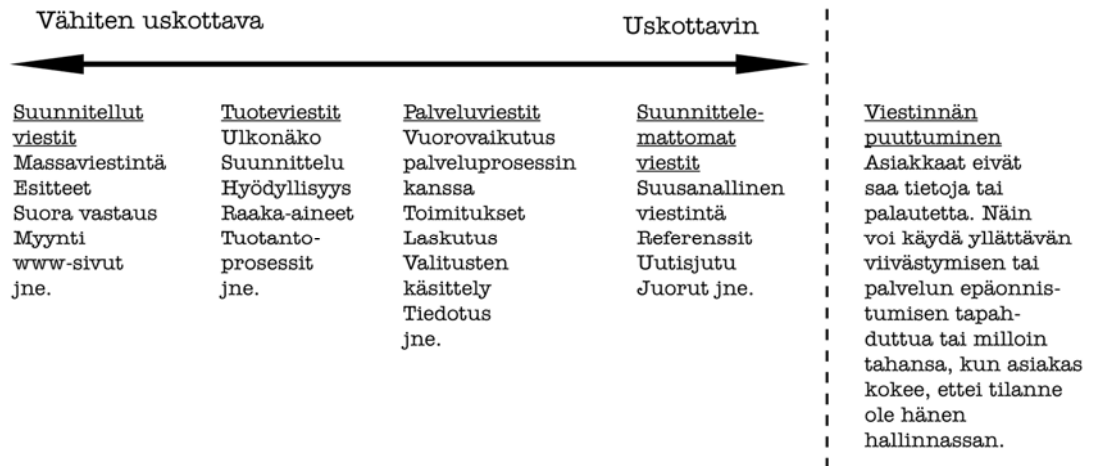 Vähiten uskottava
Uskottavin
Suunnitellut
viestit
Massaviestintä
Esitteet
Suora vastaus
Myynti
www-sivut
jne.
Tuoteviestit
Ulkonäkö
Suunnittelu
Hyödyllisyys
Raaka-aineet
Tuotanto-
prosessit
jne.
Palveluviestit
Vuorovaikutus
palveluprosessin
kanssa
Toimitukset
Laskutus
Valitusten
käsittely
Tiedotus
jne.
Suunnittele-
mattomat
viestit
Suusanallinen
viestintä
Referenssit
Uutisjutu
Juorut jne.
Viestinnän
puuttuminen
Asiakkaat eivät
saa tietoja tai
palautetta. Näin
voi käydä yllättävän
viivästymisen tai
palvelun epäonnis-
tumisen tapah-
duttua tai milloin
tahansa, kun asiakas
kokee, ettei tilanne
ole hänen
hallinnassan.